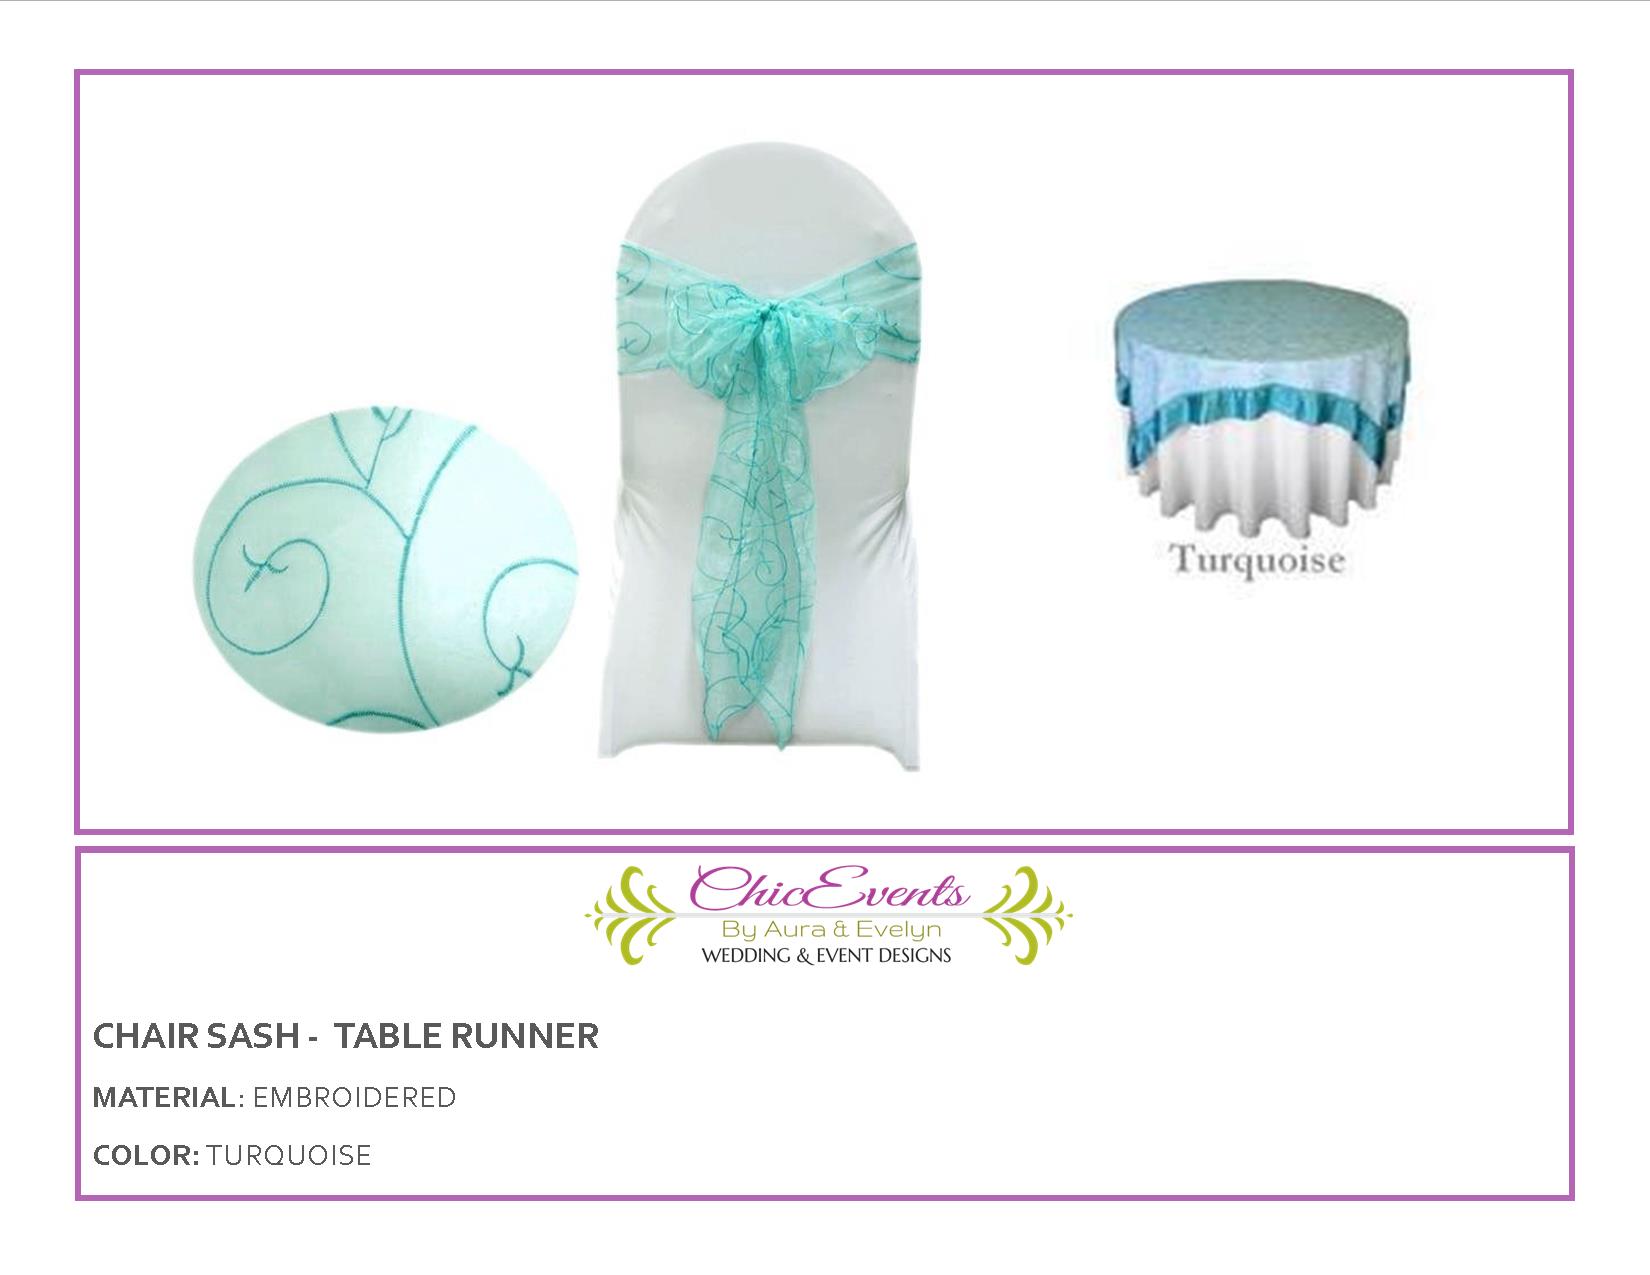 Turquoise
ChicEvents
By Aura & Evelyn
WEDDING & EVENT DESIGNS
CHAIR SASH - TABLE RUNNER
MATERIAL: EMBROIDERED
COLOR: TURQUOISE